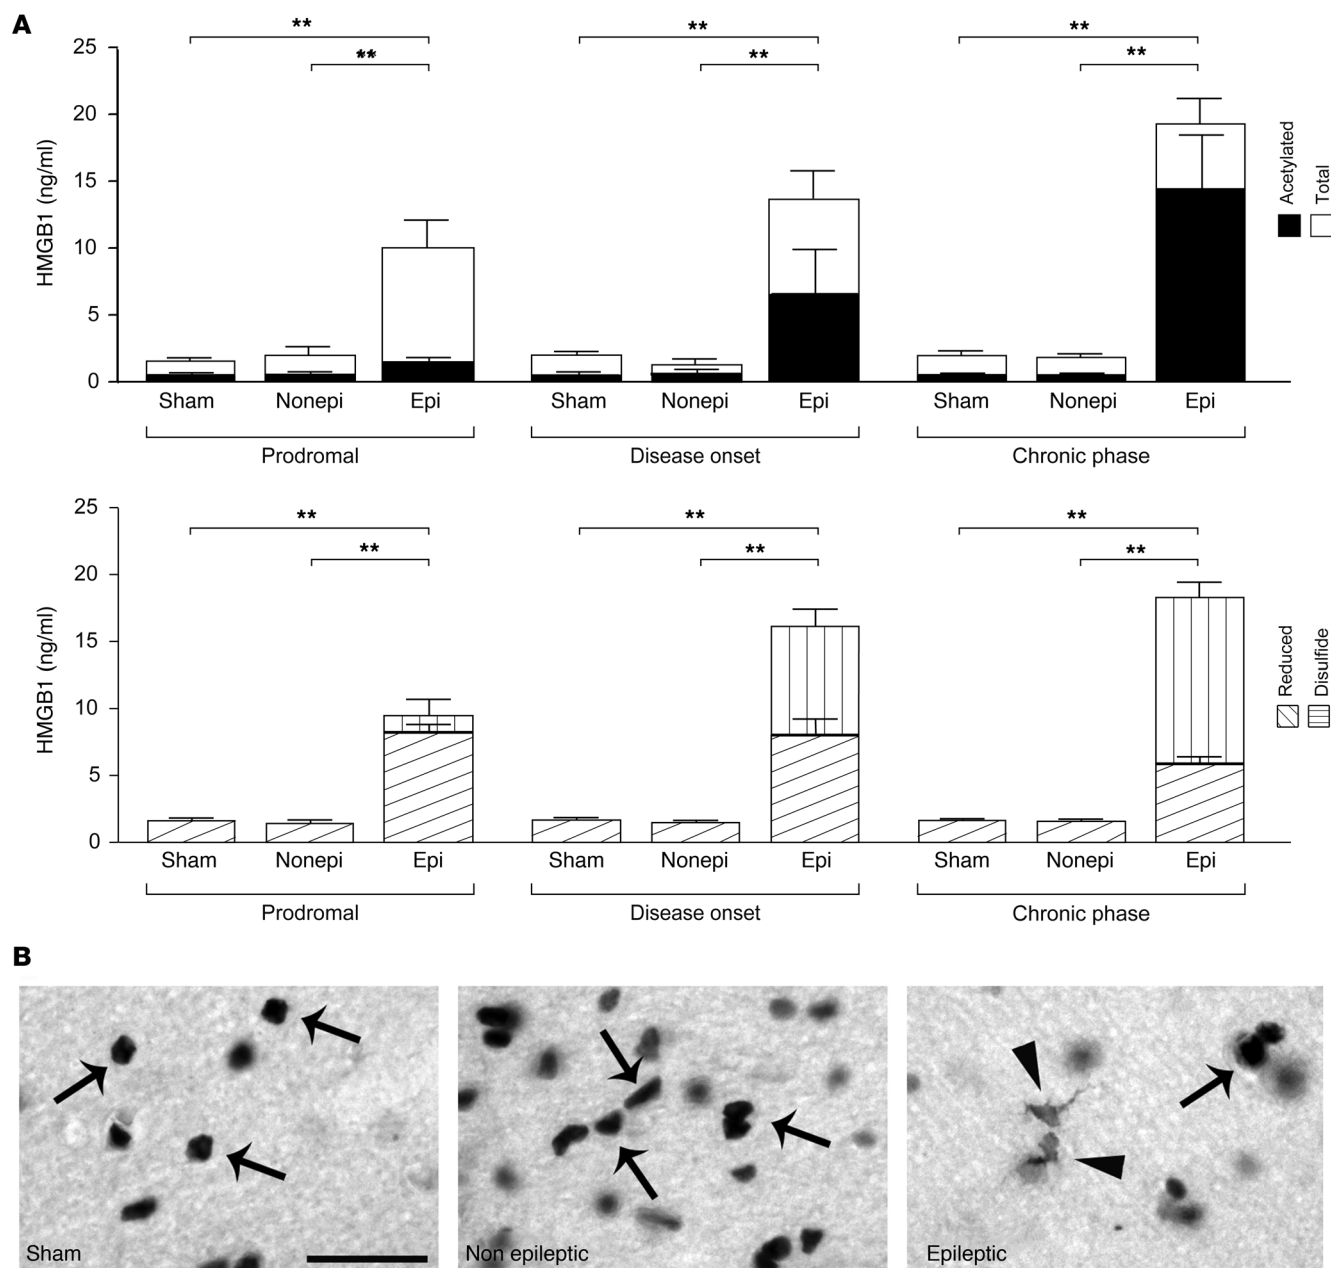 A
** ** **
** ** **
25
20
15
10
5
0
HMGB1 (ng/ml)
Acetylated
Total
Sham Nonepi Epi Sham Nonepi Epi Sham Nonepi Epi
Prodromal Disease onset Chronic phase
25
20
15
10
5
0
HMGB1 (ng/ml)
** ** **
** ** **
Reduced
Disulfide
Sham Nonepi Epi Sham Nonepi Epi Sham Nonepi Epi
Prodromal Disease onset Chronic phase
B
Sham Non epileptic Epileptic